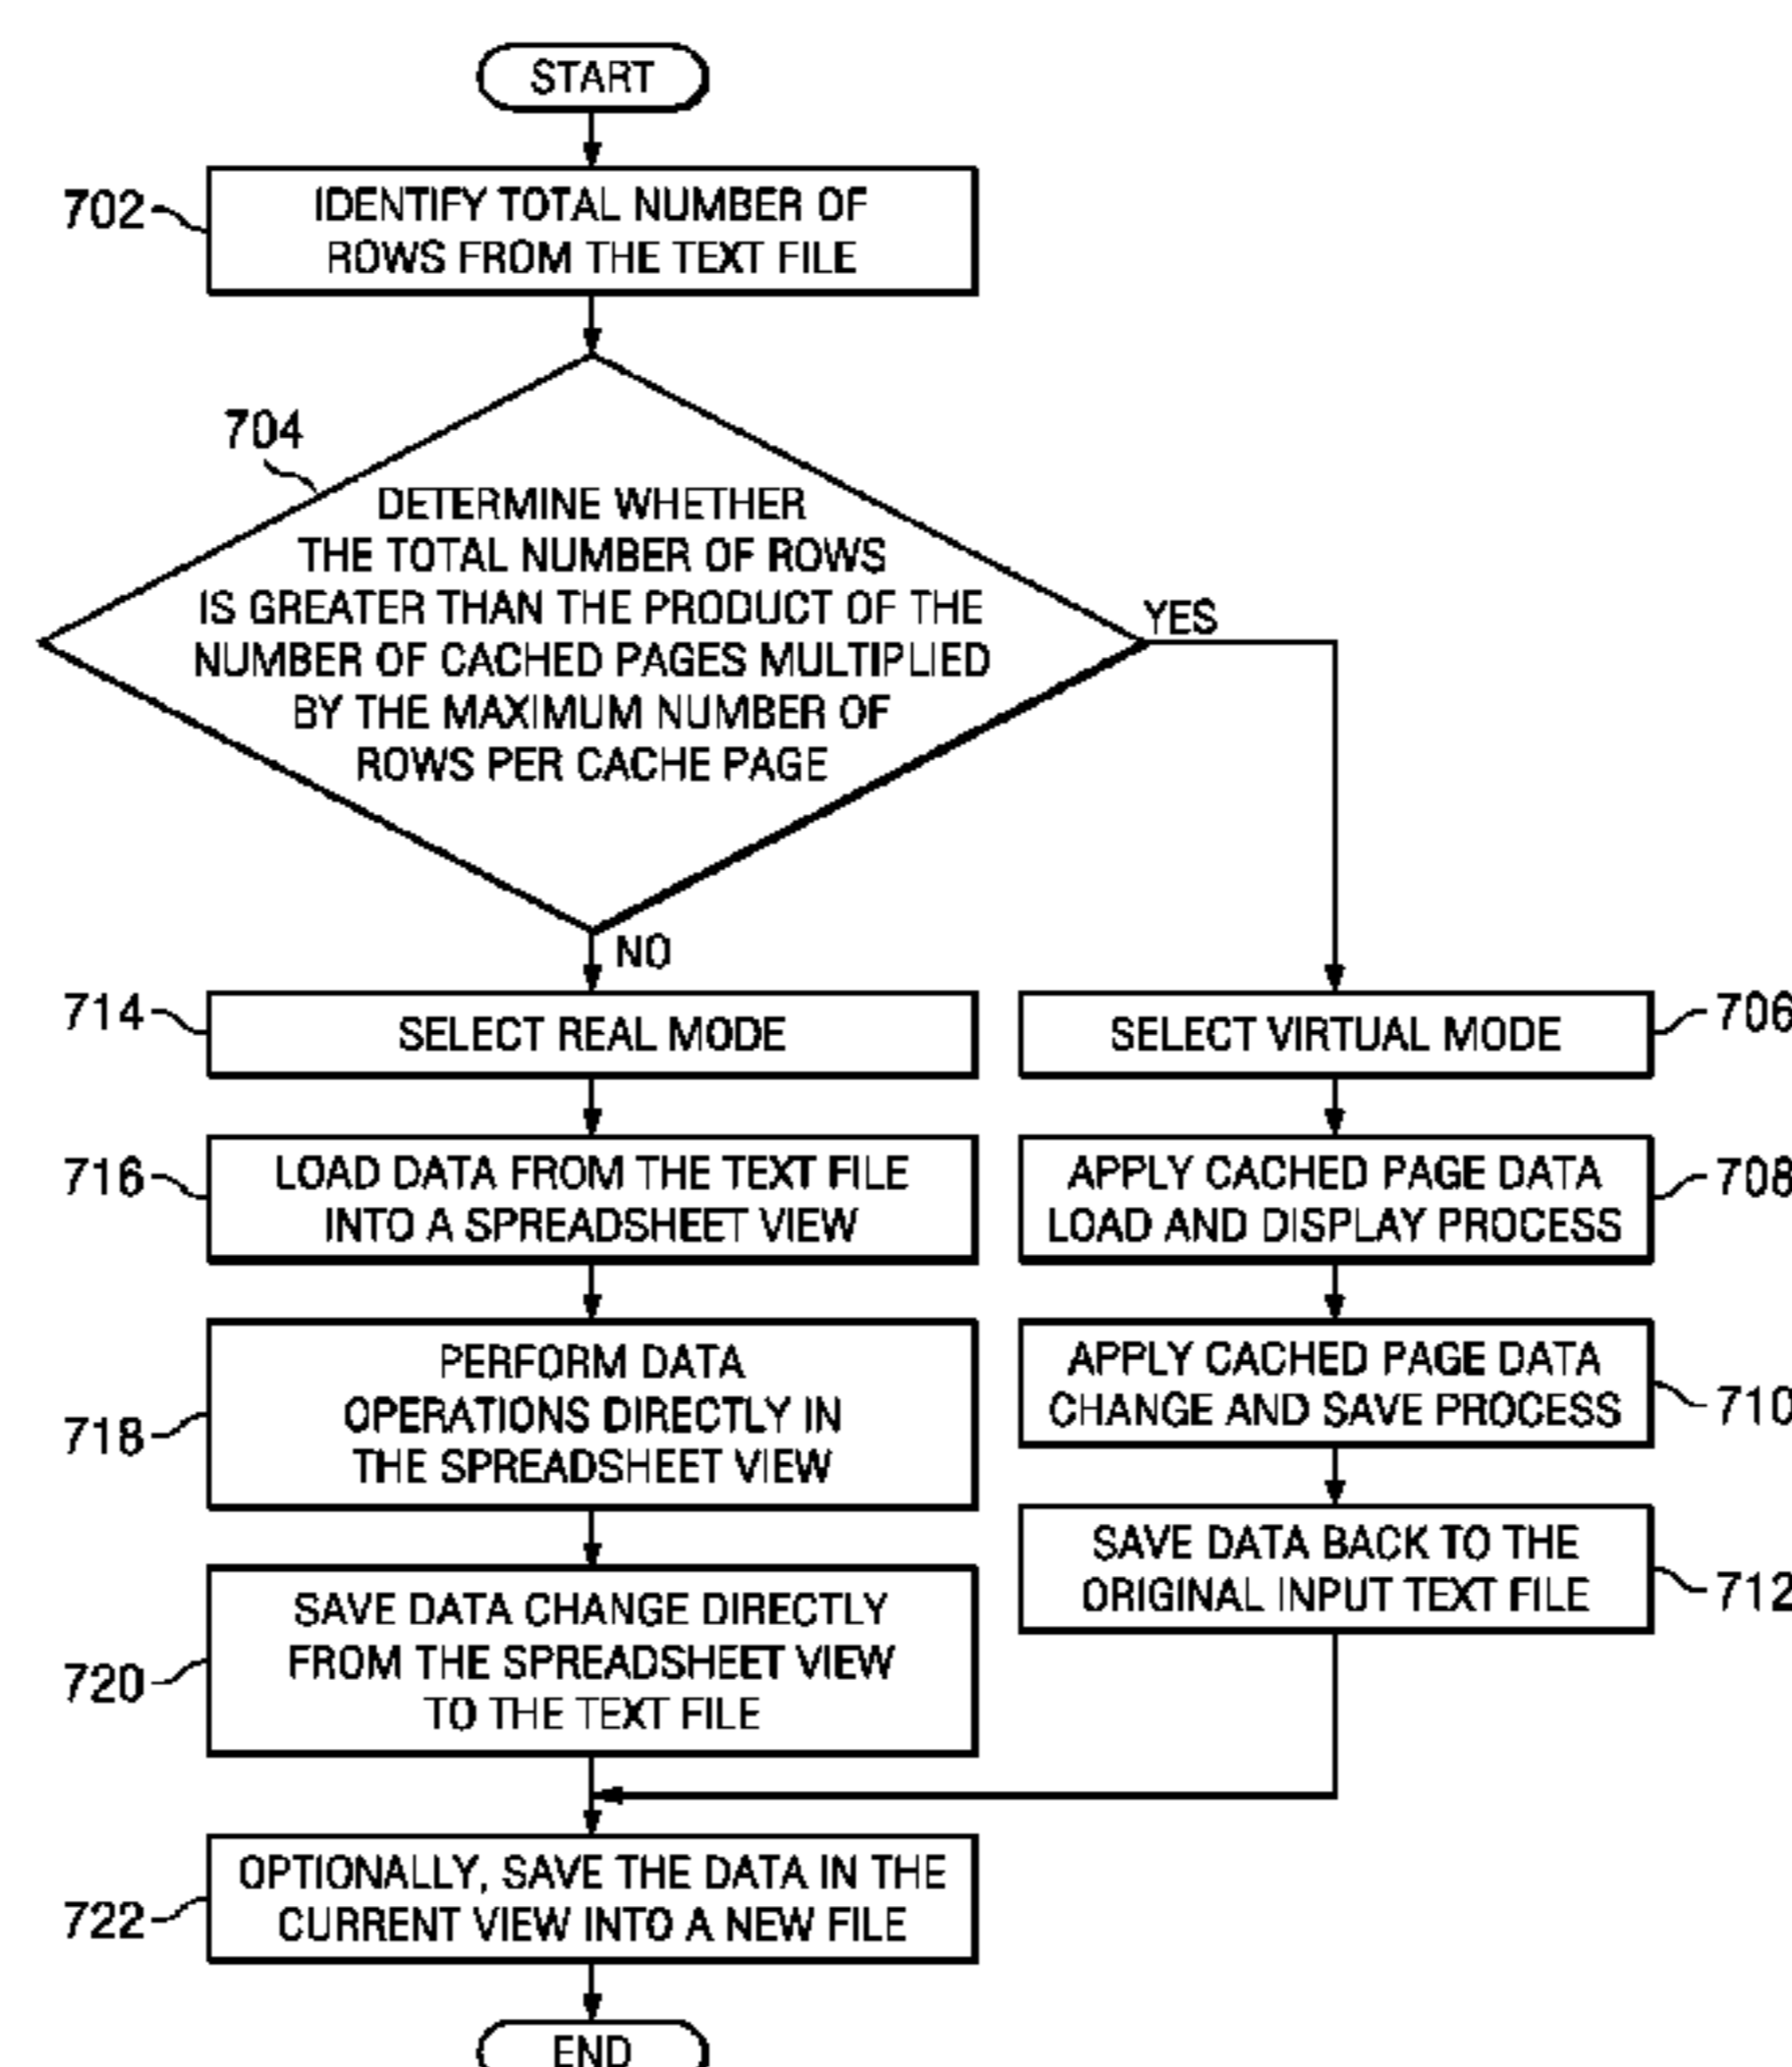 START
702
IDENTIFY TOTAL NUMBER OF
ROWS FROM THE TEXT FILE
704
DETERMINE WHETHER
THE TOTAL NUMBER OF ROWS
IS GREATER THAN THE PRODUCT OF THE
NUMBER OF CACHED PAGES MULTIPLIED
BY THE MAXIMUM NUMBER OF
ROWS PER CACHE PAGE
YES
NO
714
SELECT REAL MODE
SELECT VIRTUAL MODE
706
716
LOAD DATA FROM THE TEXT FILE
INTO A SPREADSHEET VIEW
APPLY CACHED PAGE DATA
LOAD AND DISPLAY PROCESS
708
718
PERFORM DATA
OPERATIONS DIRECTLY IN
THE SPREADSHEET VIEW
APPLY CACHED PAGE DATA
CHANGE AND SAVE PROCESS
710
720
SAVE DATA CHANGE DIRECTLY
FROM THE SPREADSHEET VIEW
TO THE TEXT FILE
SAVE DATA BACK TO THE
ORIGINAL INPUT TEXT FILE
712
722
OPTIONALLY, SAVE THE DATA IN THE
CURRENT VIEW INTO A NEW FILE
END